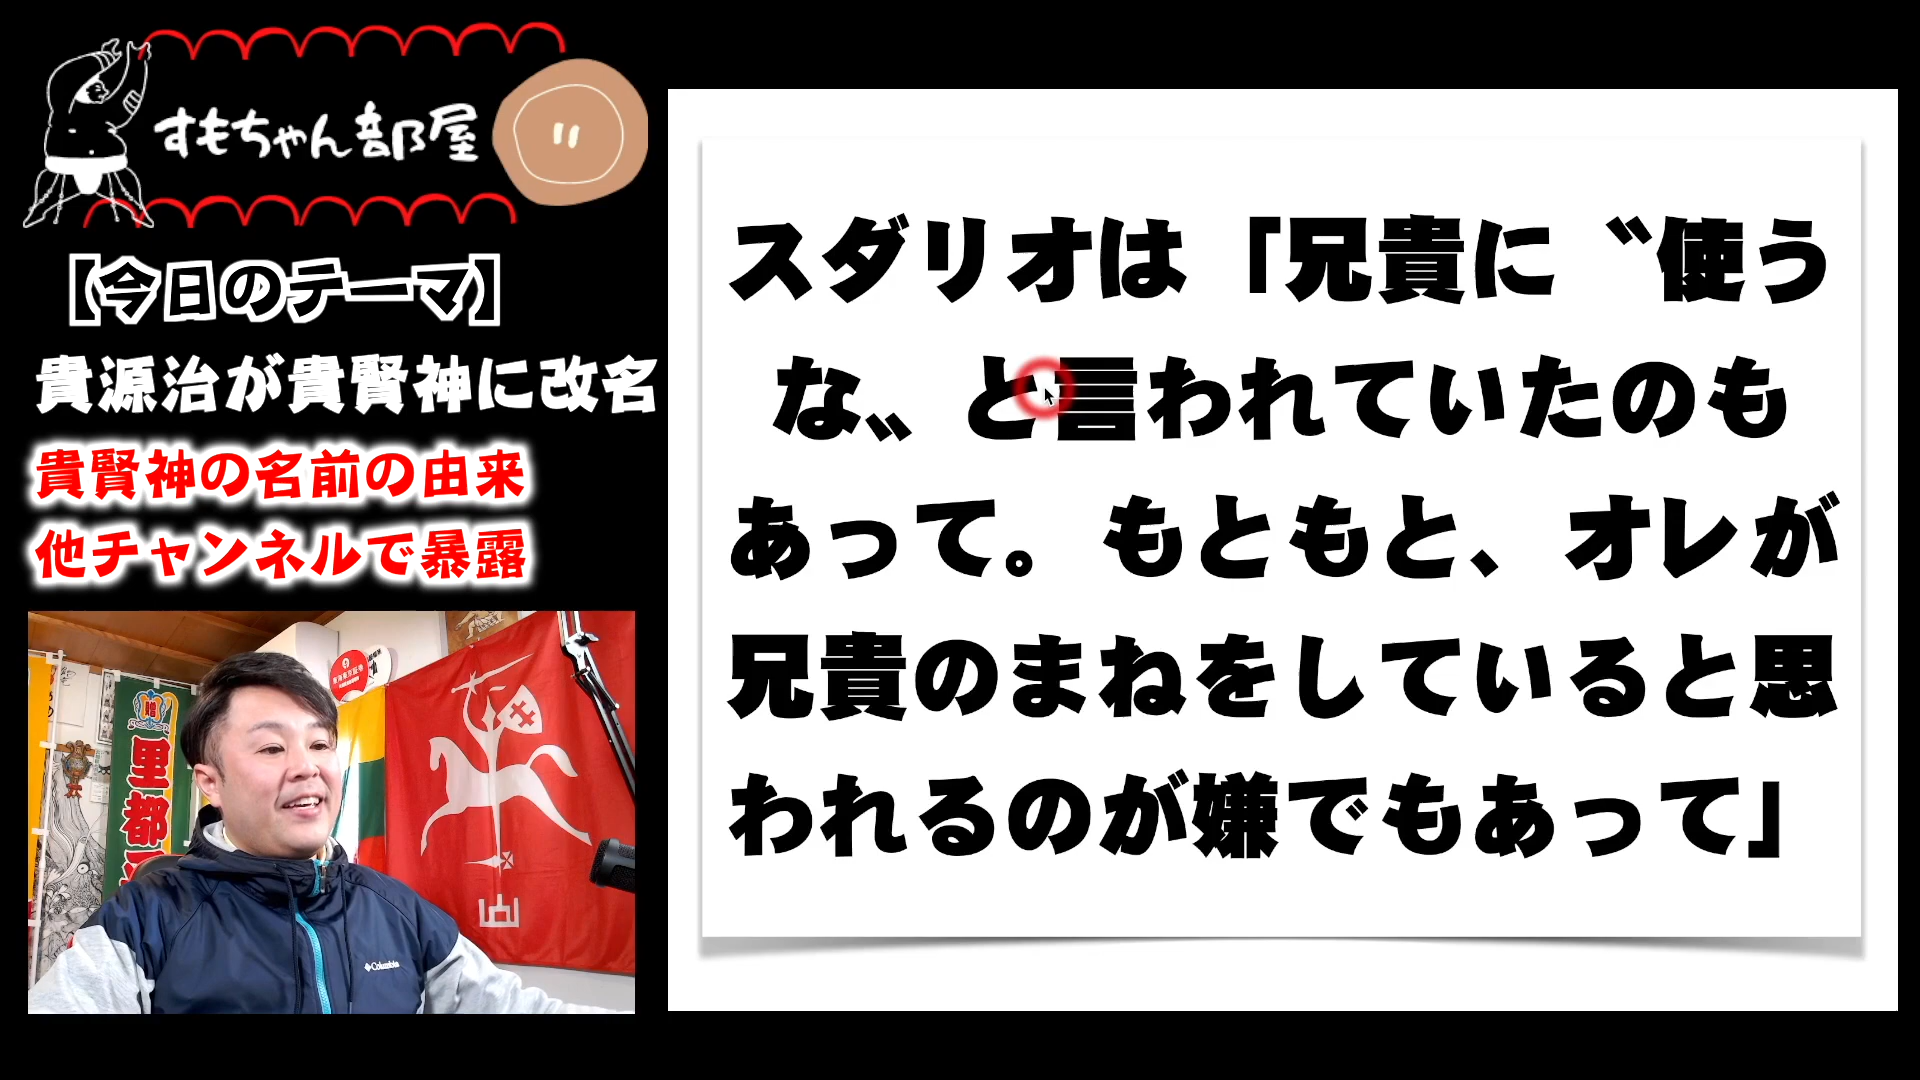 すもちゃん部屋
【今日のテーマ】
貴源治が貴賢神に改名
貴賢神の名前の由来
他チャンネルで暴露
スダリオは「兄貴に〝使う
な〟と言われていたのも
あって。もともと、オレが
兄貴のまねをしていると思
われるのが嫌でもあって」
贈
里都
Columbia